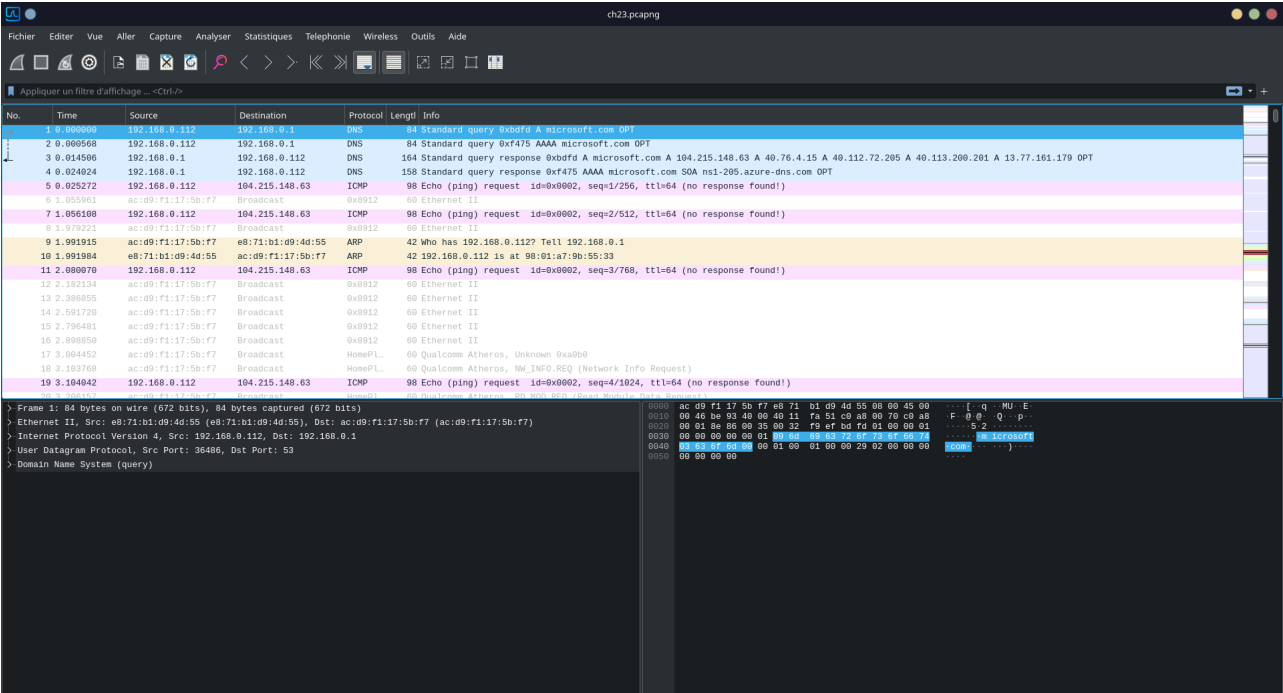 ch23.pcapng
Fichier Editer Vue Aller Capture Analyser Statistiques Telephonie Wireless Outils Aide
Appliquer un filtre d'affichage ... <Ctrl-/>
No. Time Source Destination Protocol Lengtl Info
1 0.000000 192.168.0.112 192.168.0.1 DNS 84 Standard query 0xbdfd A microsoft.com OPT
2 0.000568 192.168.0.112 192.168.0.1 DNS 84 Standard query 0xf475 AAAA microsoft.com OPT
3 0.014506 192.168.0.1 192.168.0.112 DNS 164 Standard query response 0xbdfd A microsoft.com A 104.215.148.63 A 40.76.4.15 A 40.112.72.205 A 40.113.200.201 A 13.77.161.179 OPT
4 0.024024 192.168.0.1 192.168.0.112 DNS 158 Standard query response 0xf475 AAAA microsoft.com SOA ns1-205.azure-dns.com OPT
5 0.025272 192.168.0.112 104.215.148.63 ICMP 98 Echo (ping) request id=0x0002, seq=1/256, ttl=64 (no response found!)
6 1.055961 ac:d9:f1:17:5b:f7 Broadcast 0x8912 60 Ethernet II
7 1.056108 192.168.0.112 104.215.148.63 ICMP 98 Echo (ping) request id=0x0002, seq=2/512, ttl=64 (no response found!)
8 1.979221 ac:d9:f1:17:5b:f7 Broadcast 0x8912 60 Ethernet II
9 1.991915 ac:d9:f1:17:5b:f7 e8:71:b1:d9:4d:55 ARP 42 Who has 192.168.0.112? Tell 192.168.0.1
10 1.991984 e8:71:b1:d9:4d:55 ac:d9:f1:17:5b:f7 ARP 42 192.168.0.112 is at 98:01:a7:9b:55:33
11 2.080070 192.168.0.112 104.215.148.63 ICMP 98 Echo (ping) request id=0x0002, seq=3/768, ttl=64 (no response found!)
12 2.182134 ac:d9:f1:17:5b:f7 Broadcast 0x8912 60 Ethernet II
13 2.386855 ac:d9:f1:17:5b:f7 Broadcast 0x8912 60 Ethernet II
14 2.591720 ac:d9:f1:17:5b:f7 Broadcast 0x8912 60 Ethernet II
15 2.796481 ac:d9:f1:17:5b:f7 Broadcast 0x8912 60 Ethernet II
16 2.898850 ac:d9:f1:17:5b:f7 Broadcast 0x8912 60 Ethernet II
17 3.004452 ac:d9:f1:17:5b:f7 Broadcast HomePl… 60 Qualcomm Atheros, Unknown 0xa0b0
18 3.103768 ac:d9:f1:17:5b:f7 Broadcast HomePl… 60 Qualcomm Atheros, NW_INFO.REQ (Network Info Request)
19 3.104042 192.168.0.112 104.215.148.63 ICMP 98 Echo (ping) request id=0x0002, seq=4/1024, ttl=64 (no response found!)
20 3.206157 ac:d9:f1:17:5b:f7 Broadcast HomePl… 60 Qualcomm Atheros, RD_MOD.REQ (Read Module Data Request)
Frame 1: 84 bytes on wire (672 bits), 84 bytes captured (672 bits)
Ethernet II, Src: e8:71:b1:d9:4d:55 (e8:71:b1:d9:4d:55), Dst: ac:d9:f1:17:5b:f7 (ac:d9:f1:17:5b:f7)
Internet Protocol Version 4, Src: 192.168.0.112, Dst: 192.168.0.1
User Datagram Protocol, Src Port: 36486, Dst Port: 53
Domain Name System (query)
0000 ac d9 f1 17 5b f7 e8 71 b1 d9 4d 55 08 00 45 00 ····[··q ··MU··E·
0010 00 46 be 93 40 00 40 11 fa 51 c0 a8 00 70 c0 a8 ·F··@·@· ·Q···p··
0020 00 01 8e 86 00 35 00 32 f9 ef bd fd 01 00 00 01 ·····5·2 ········
0030 00 00 00 00 00 01 09 6d 69 63 72 6f 73 6f 66 74 ·······m icrosoft
0040 03 63 6f 6d 00 00 01 00 01 00 00 29 02 00 00 00 ·com···· ···)····
0050 00 00 00 00 ····